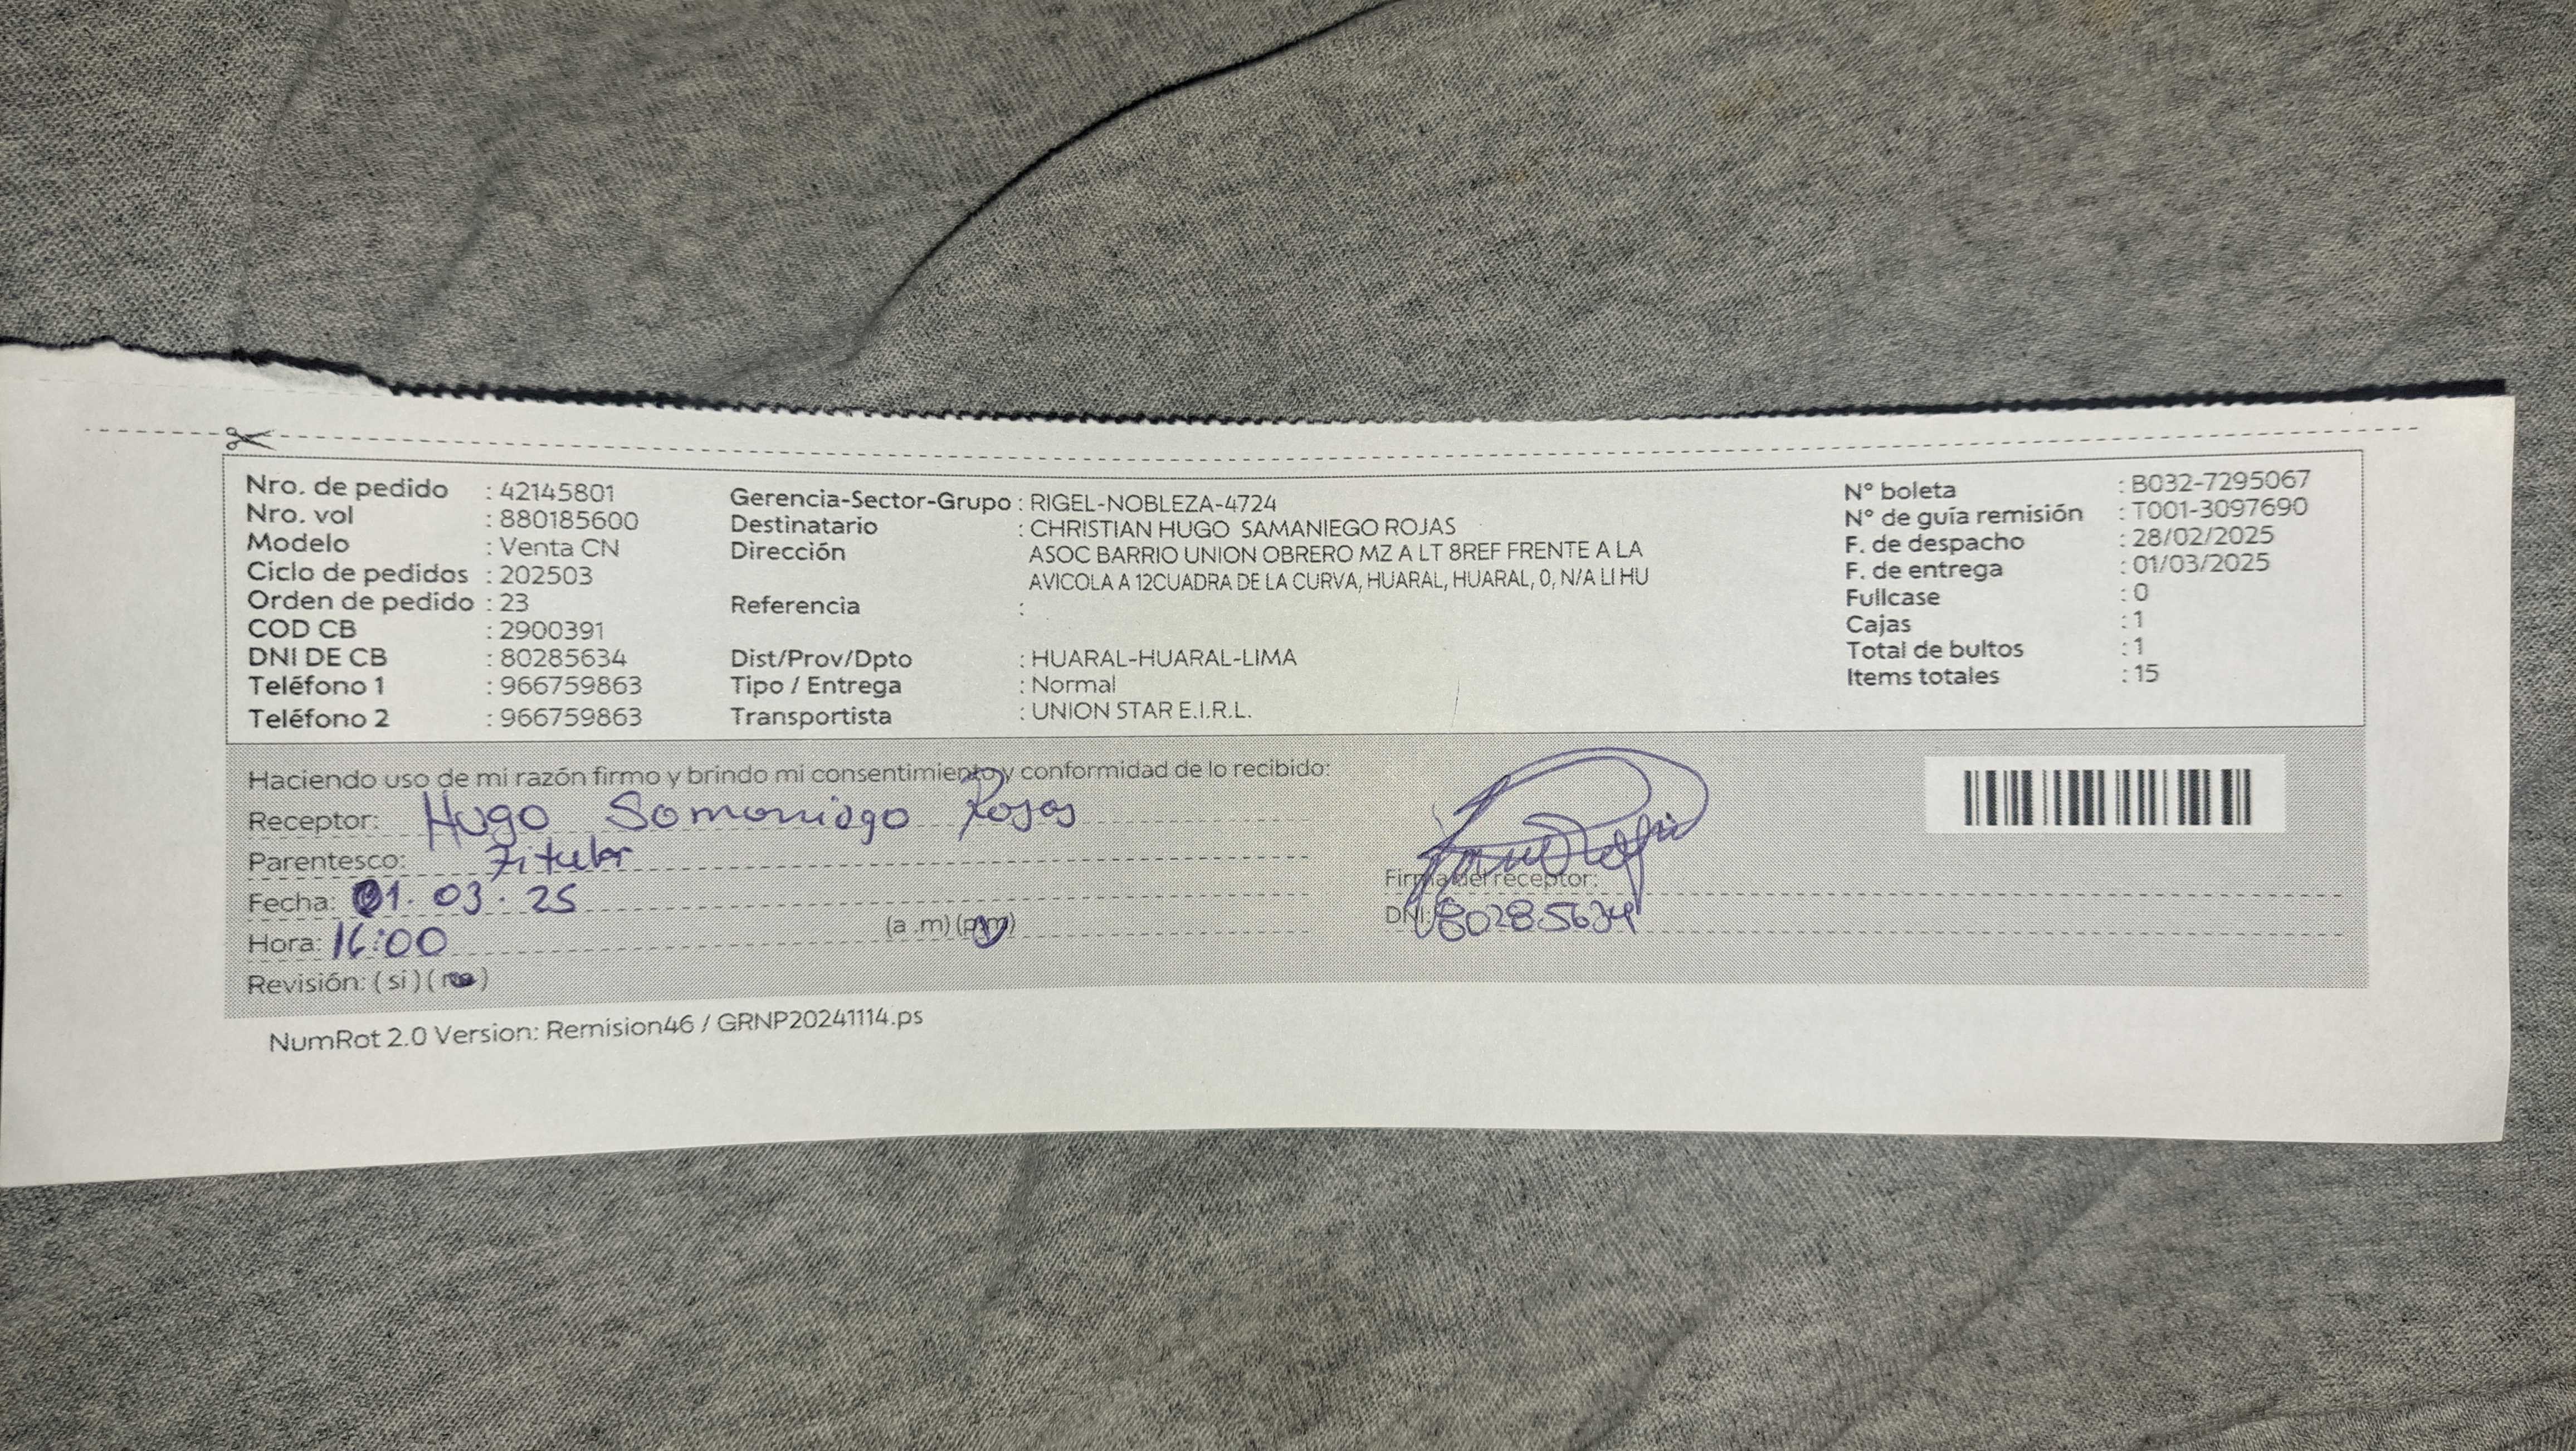 Nro. de pedido : 42145801
Nro. vol : 880185600
Modelo : Venta CN
Ciclo de pedidos : 202503
Orden de pedido : 23
COD CB : 2900391
DNI DE CB : 80285634
Teléfono 1 : 966759863
Teléfono 2 : 966759863
Gerencia-Sector-Grupo : RIGEL-NOBLEZA-4724
Destinatario : CHRISTIAN HUGO SAMANIEGO ROJAS
Dirección ASOC BARRIO UNION OBRERO MZ A LT 8REF FRENTE A LA
AVICOLA A 12CUADRA DE LA CURVA, HUARAL, HUARAL, 0, N/A LI HU
Referencia :
Dist/Prov/Dpto : HUARAL-HUARAL-LIMA
Tipo / Entrega : Normal
Transportista : UNION STAR E.I.R.L.
N° boleta : B032-7295067
N° de guía remisión : T001-3097690
F. de despacho : 28/02/2025
F. de entrega : 01/03/2025
Fullcase : 0
Cajas : 1
Total de bultos : 1
Items totales : 15
Haciendo uso de mi razón firmo y brindo mi consentimiento y conformidad de lo recibido:
Receptor: Hugo Samaniego Rojas
Parentesco: Titular
Fecha: 01.03.25
Hora: 16:00 (a .m) (p.m)
Revisión: ( si ) ( no )
Firma del receptor:
DNI: 80285634
NumRot 2.0 Version: Remision46 / GRNP20241114.ps